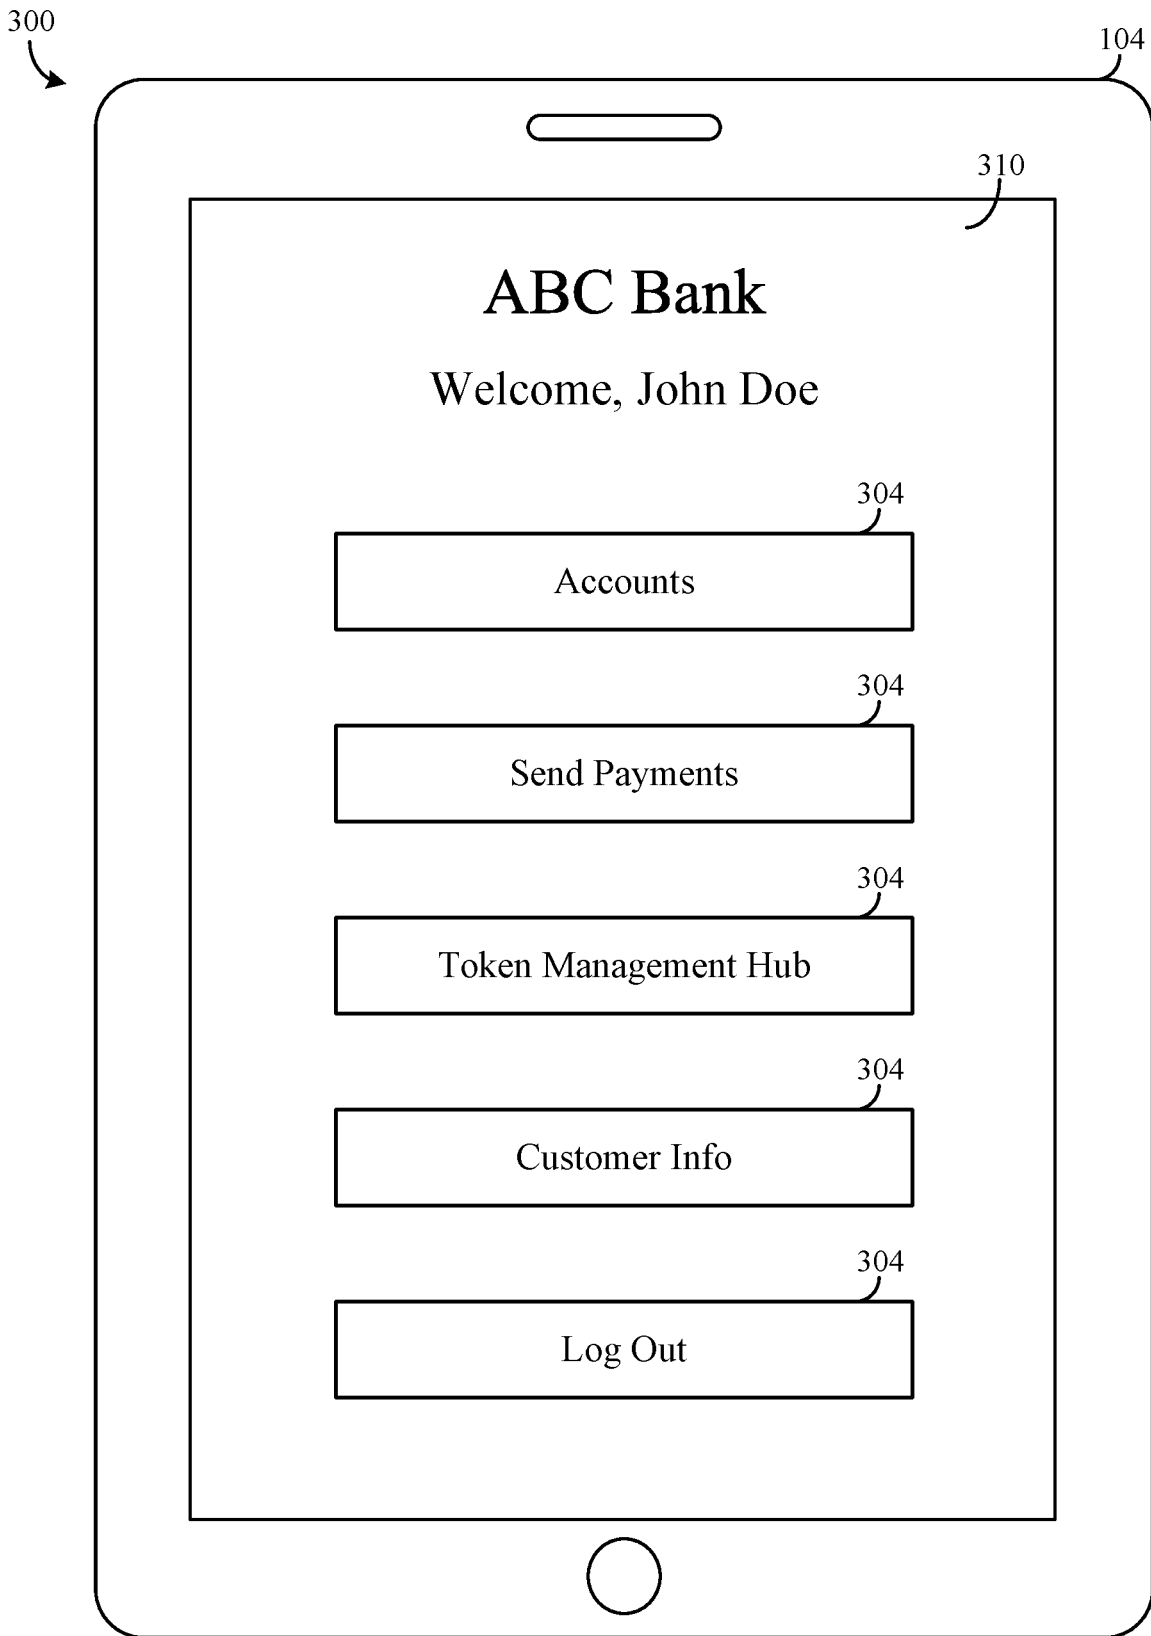 300
104
310
ABC Bank
Welcome, John Doe
304
Accounts
304
Send Payments
304
Token Management Hub
304
Customer Info
304
Log Out